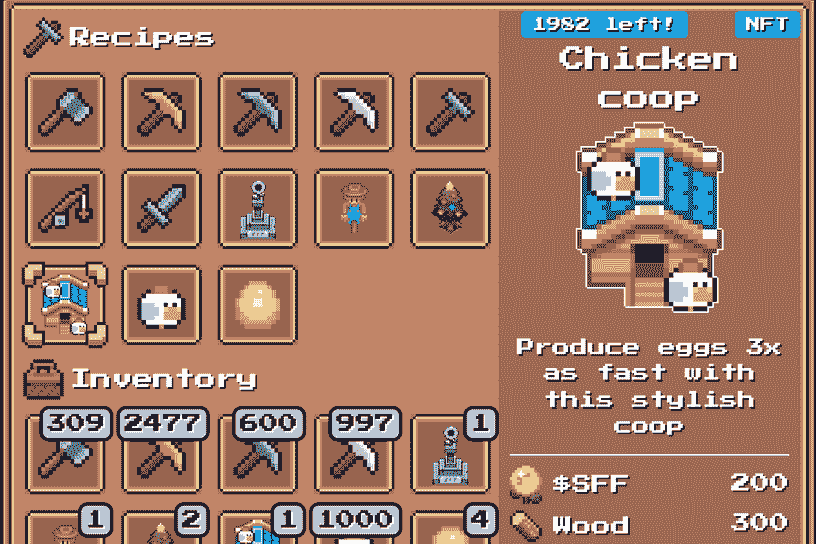 Recipes
1982 left!
NFT
Chicken
coop
Produce eggs 3x
as fast with
this stylish
coop
$SFF 200
Wood 300
Inventory
309 2477 600 997 1
1 2 1 1000 4